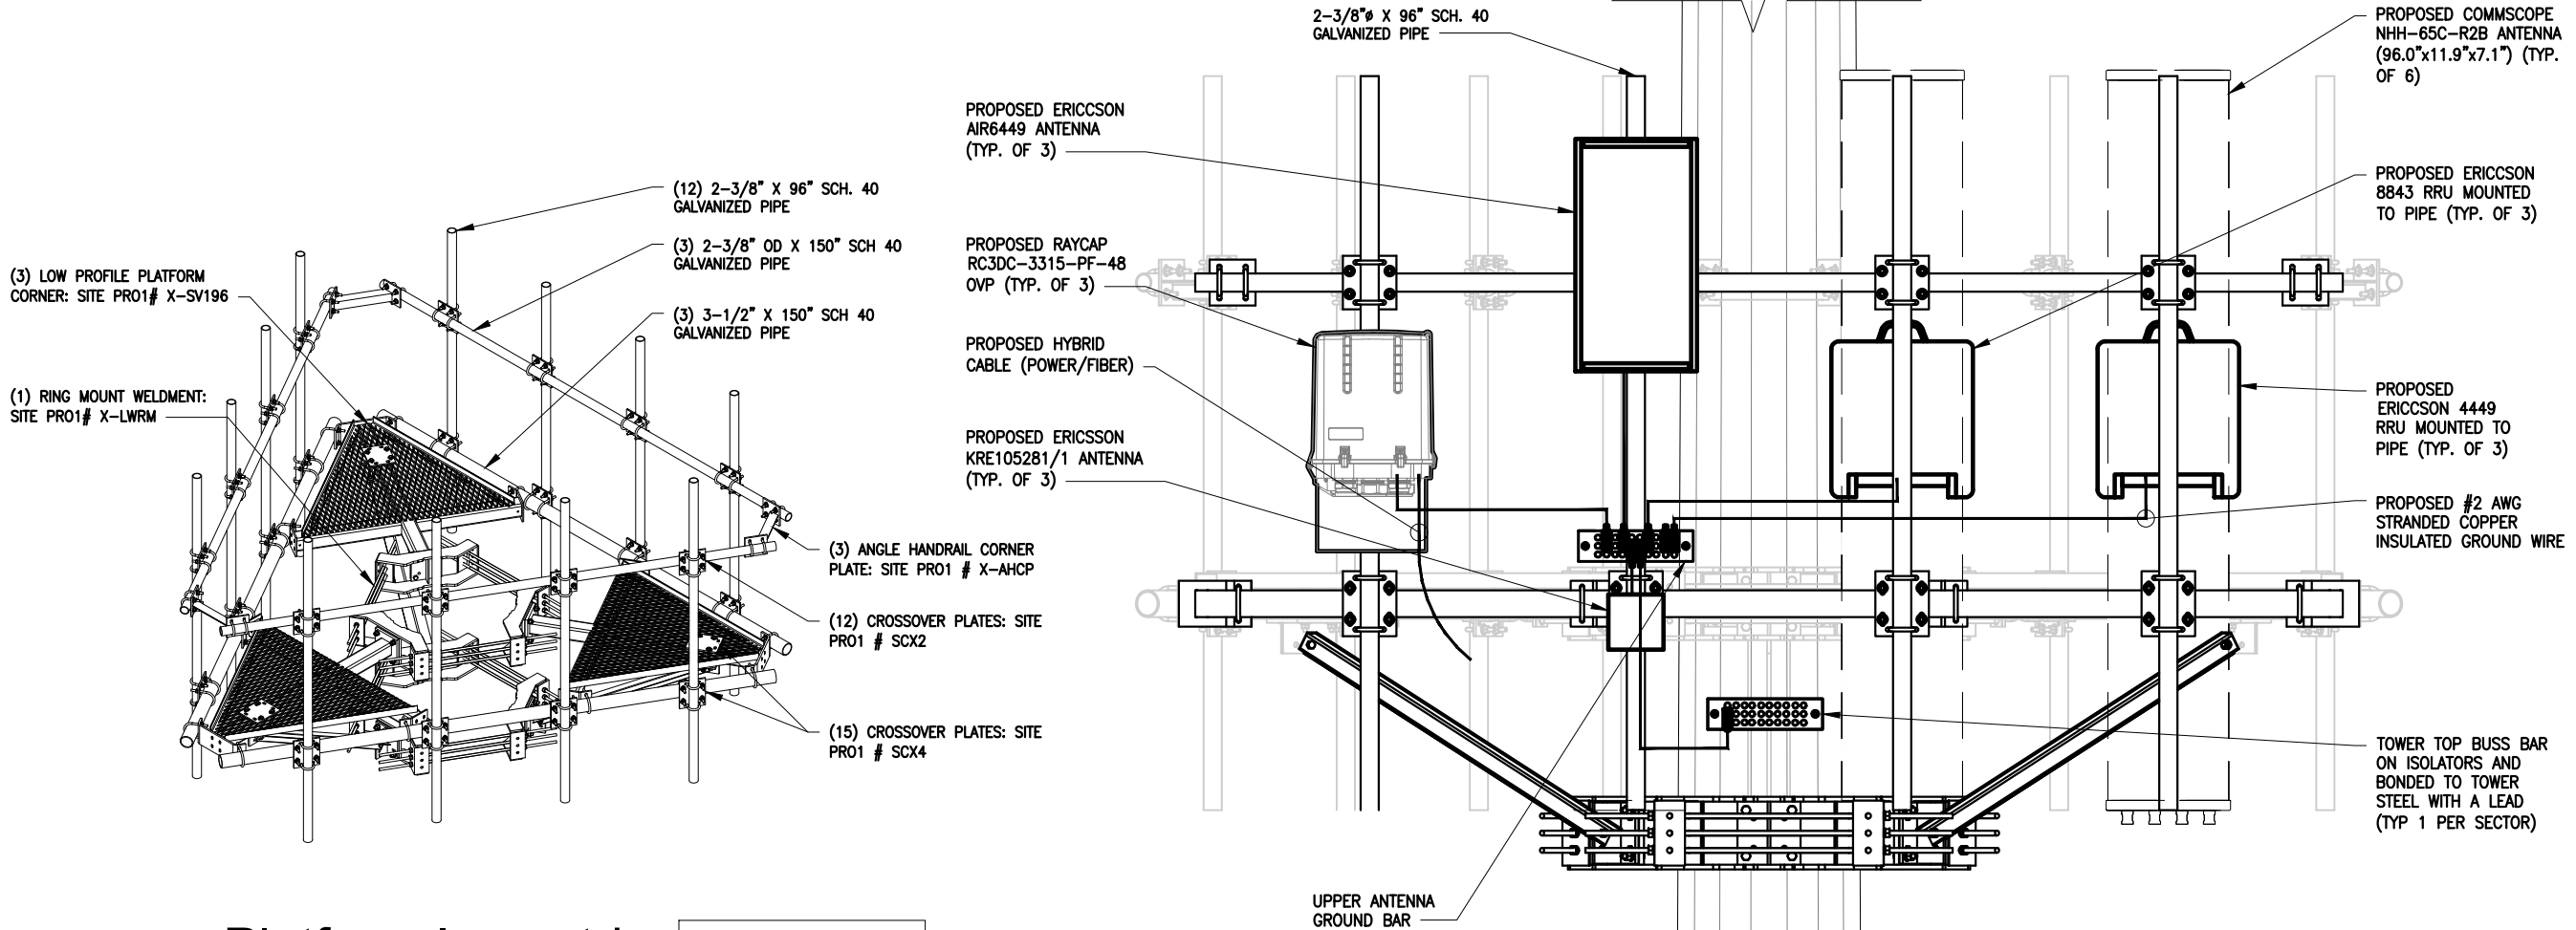 (12) 2-3/8" X 96" SCH. 40
GALVANIZED PIPE
(3) 2-3/8" OD X 150" SCH 40
GALVANIZED PIPE
(3) LOW PROFILE PLATFORM
CORNER: SITE PRO1# X-SV196
(3) 3-1/2" X 150" SCH 40
GALVANIZED PIPE
(1) RING MOUNT WELDMENT:
SITE PRO1# X-LWRM
(3) ANGLE HANDRAIL CORNER
PLATE: SITE PRO1 # X-AHCP
(12) CROSSOVER PLATES: SITE
PRO1 # SCX2
(15) CROSSOVER PLATES: SITE
PRO1 # SCX4
2-3/8"ø X 96" SCH. 40
GALVANIZED PIPE
PROPOSED ERICCSON
AIR6449 ANTENNA
(TYP. OF 3)
PROPOSED RAYCAP
RC3DC-3315-PF-48
OVP (TYP. OF 3)
PROPOSED HYBRID
CABLE (POWER/FIBER)
PROPOSED ERICSSON
KRE105281/1 ANTENNA
(TYP. OF 3)
UPPER ANTENNA
GROUND BAR
PROPOSED COMMSCOPE
NHH-65C-R2B ANTENNA
(96.0"x11.9"x7.1") (TYP.
OF 6)
PROPOSED ERICCSON
8843 RRU MOUNTED
TO PIPE (TYP. OF 3)
PROPOSED
ERICCSON 4449
RRU MOUNTED TO
PIPE (TYP. OF 3)
PROPOSED #2 AWG
STRANDED COPPER
INSULATED GROUND WIRE
TOWER TOP BUSS BAR
ON ISOLATORS AND
BONDED TO TOWER
STEEL WITH A LEAD
(TYP 1 PER SECTOR)